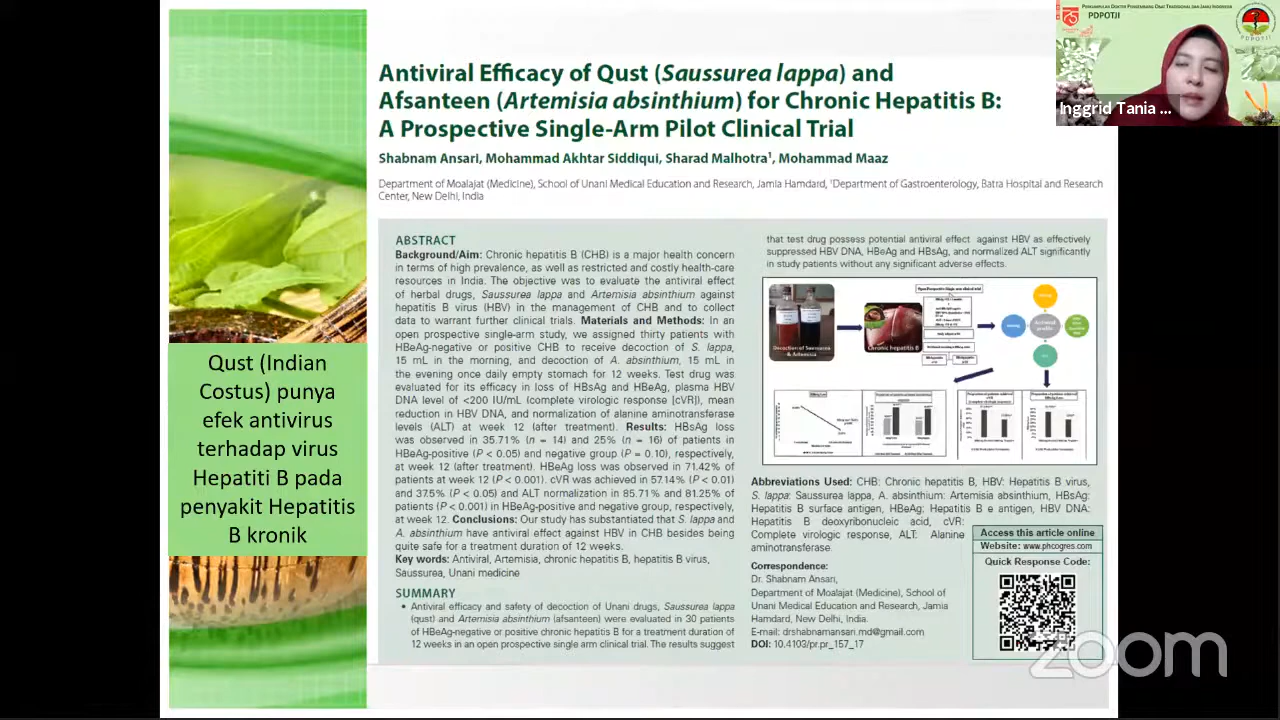 Antiviral Efficacy of Qust (Saussurea lappa) and
Afsanteen (Artemisia absinthium) for Chronic Hepatitis B:
A Prospective Single-Arm Pilot Clinical Trial
Shabnam Ansari, Mohammad Akhtar Siddiqui, Sharad Malhotra¹, Mohammad Maaz
Department of Moalajat (Medicine), School of Unani Medical Education and Research, Jamia Hamdard, ¹Department of Gastroenterology, Batra Hospital and Research
Center, New Delhi, India
ABSTRACT
Background/Aim: Chronic hepatitis B (CHB) is a major health concern
in terms of high prevalence, as well as restricted and costly health-care
resources in India. The objective was to evaluate the antiviral effect
of herbal drugs, Saussurea lappa and Artemisia absinthium against
hepatitis B virus (HBV) in the management of CHB and to collect
data to warrant further clinical trials. Materials and Methods: In an
open prospective single-arm study, we assigned thirty patients with
HBeAg-negative or positive CHB to receive decoction of S. lappa,
15 mL in the morning, and decoction of A. absinthium, 15 mL in
the evening once daily empty stomach for 12 weeks. Test drug was
evaluated for its efficacy in loss of HBsAg and HBeAg, plasma HBV
DNA level of <200 IU/mL (complete virologic response [cVR]), mean
reduction in HBV DNA, and normalization of alanine aminotransferase
levels (ALT) at week 12 (after treatment). Results: HBsAg loss
was observed in 35.71% (n = 14) and 25% (n = 16) of patients in
HBeAg-positive (P < 0.05) and negative group (P = 0.10), respectively,
at week 12 (after treatment). HBeAg loss was observed in 71.42% of
patients at week 12 (P < 0.001). cVR was achieved in 57.14% (P < 0.01)
and 37.5% (P < 0.05) and ALT normalization in 85.71% and 81.25% of
patients (P < 0.001) in HBeAg-positive and negative group, respectively,
at week 12. Conclusions: Our study has substantiated that S. lappa and
A. absinthium have antiviral effect against HBV in CHB besides being
quite safe for a treatment duration of 12 weeks.
Key words: Antiviral, Artemisia, chronic hepatitis B, hepatitis B virus,
Saussurea, Unani medicine
SUMMARY
• Antiviral efficacy and safety of decoction of Unani drugs, Saussurea lappa
(qust) and Artemisia absinthium (afsanteen) were evaluated in 30 patients
of HBeAg-negative or positive chronic hepatitis B for a treatment duration of
12 weeks in an open prospective single arm clinical trial. The results suggest
that test drug possess potential antiviral effect against HBV as effectively
suppressed HBV DNA, HBeAg and HBsAg, and normalized ALT significantly
in study patients without any significant adverse effects.
Decoction of Saussurea
& Artemisia
Chronic hepatitis B
Abbreviations Used: CHB: Chronic hepatitis B, HBV: Hepatitis B virus,
S. lappa: Saussurea lappa, A. absinthium: Artemisia absinthium, HBsAg:
Hepatitis B surface antigen, HBeAg: Hepatitis B e antigen, HBV DNA:
Hepatitis B deoxyribonucleic acid, cVR:
Complete virologic response, ALT: Alanine
aminotransferase.
Correspondence:
Dr. Shabnam Ansari,
Department of Moalajat (Medicine), School of
Unani Medical Education and Research, Jamia
Hamdard, New Delhi, India.
E-mail: drshabnamansari.md@gmail.com
DOI: 10.4103/pr.pr_157_17
Access this article online
Website: www.phcogres.com
Quick Response Code:
Qust (Indian
Costus) punya
efek antivirus
terhadap virus
Hepatiti B pada
penyakit Hepatitis
B kronik
Perkumpulan Dokter Pengembang Obat Tradisional dan Jamu Indonesia
PDPOTJI
PDPOTJI
Inggrid Tania ...
zoom